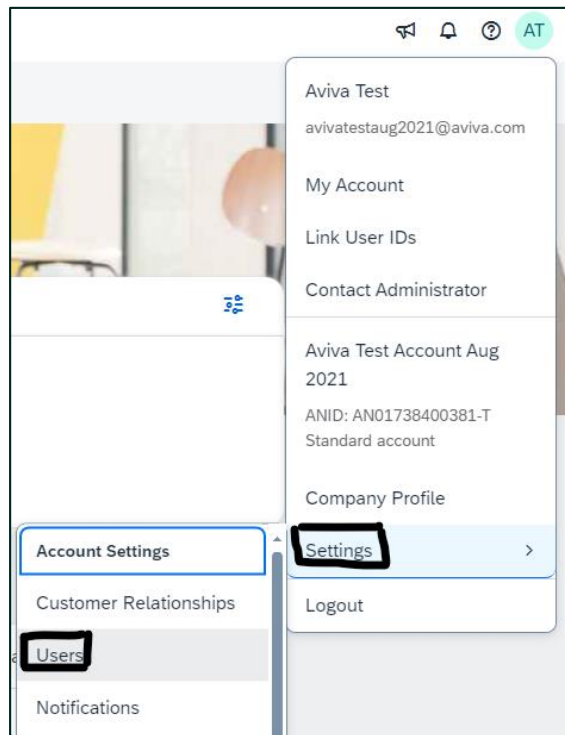 AT
Aviva Test
avivatestaug2021@aviva.com
My Account
Link User IDs
Contact Administrator
Aviva Test Account Aug
2021
ANID: AN01738400381-T
Standard account
Company Profile
Settings
Logout
Account Settings
Customer Relationships
Users
Notifications